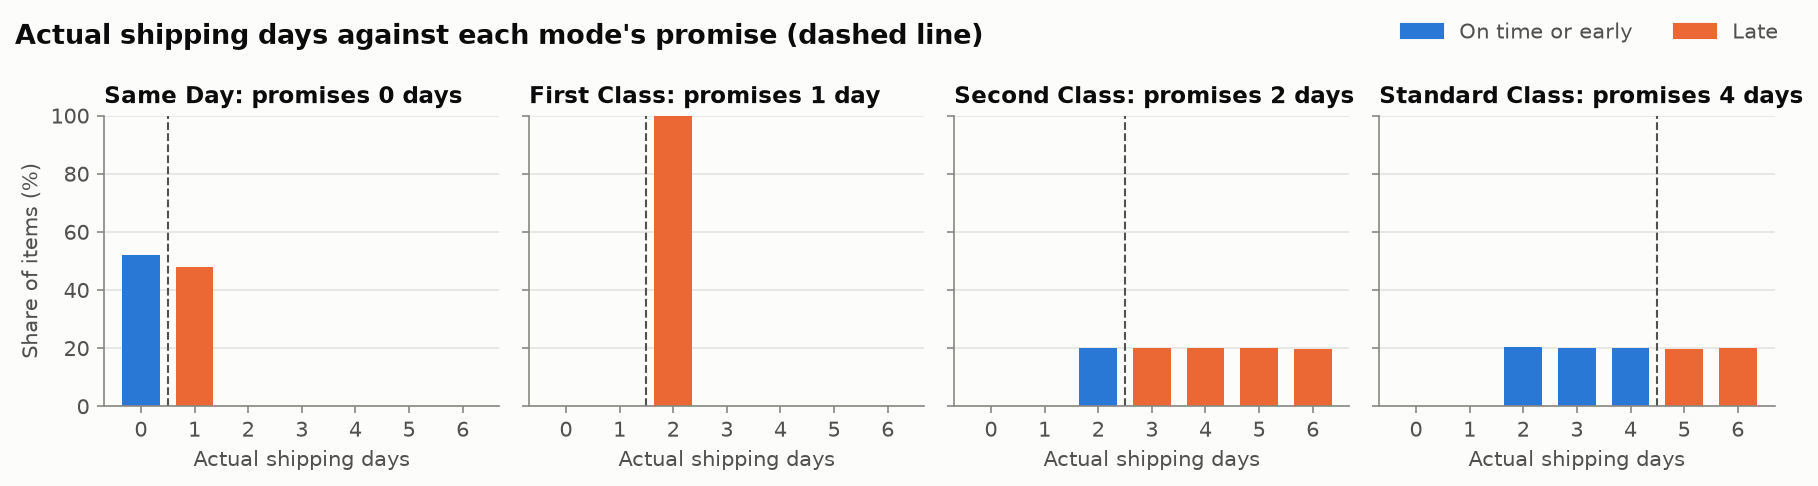 Actual shipping days against each mode's promise (dashed line)
On time or early
Late
Same Day: promises 0 days
First Class: promises 1 day
Second Class: promises 2 days
Standard Class: promises 4 days
Share of items (%)
100
80
60
40
20
0
0 1 2 3 4 5 6
0 1 2 3 4 5 6
0 1 2 3 4 5 6
0 1 2 3 4 5 6
Actual shipping days
Actual shipping days
Actual shipping days
Actual shipping days